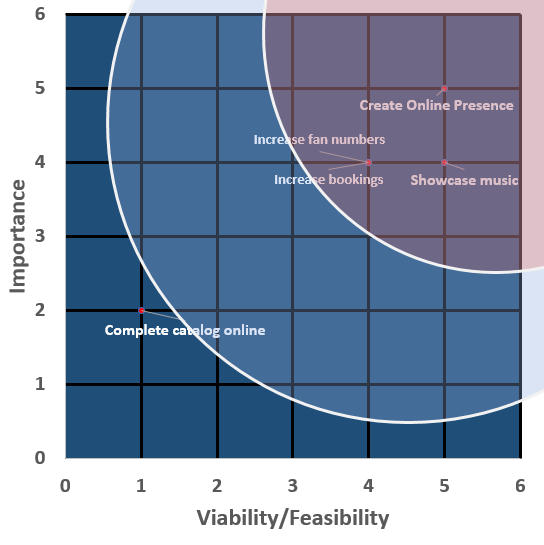 6
5
Create Online Presence
Increase fan numbers
4
Increase bookings
Showcase music
3
2
Complete catalog online
1
0
Importance
0 1 2 3 4 5 6
Viability/Feasibility